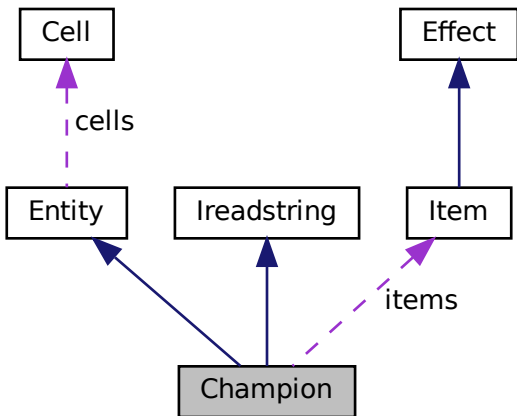 Cell
Effect
cells
Entity
Ireadstring
Item
items
Champion